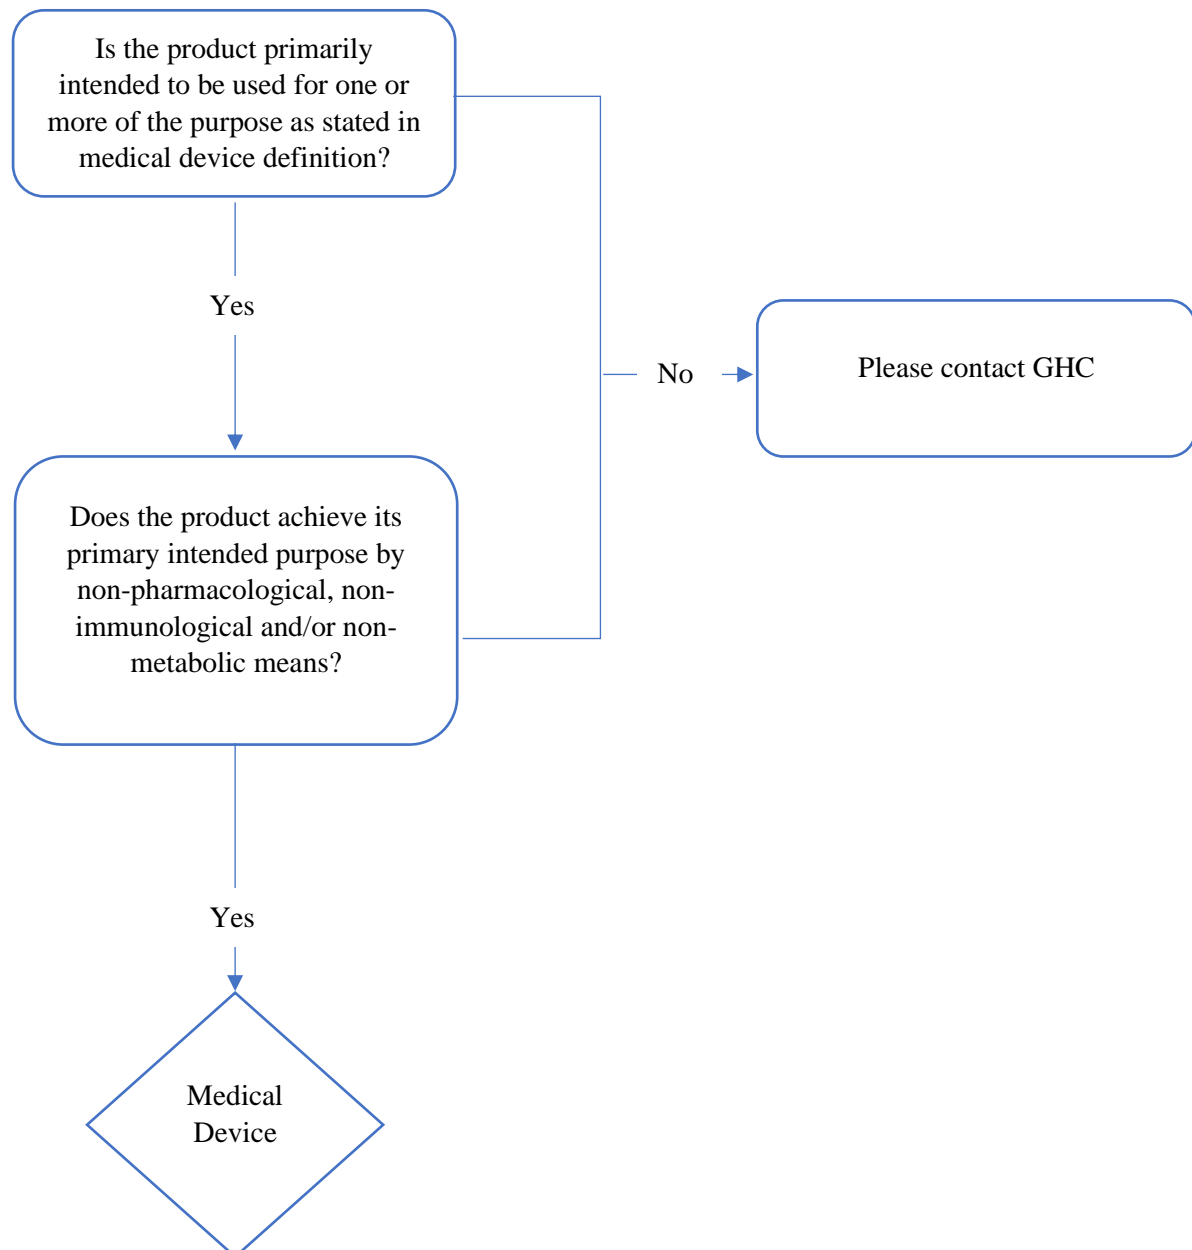 Is the product primarily
intended to be used for one or
more of the purpose as stated in
medical device definition?
Yes
No
Please contact GHC
Does the product achieve its
primary intended purpose by
non-pharmacological, non-
immunological and/or non-
metabolic means?
Yes
Medical
Device